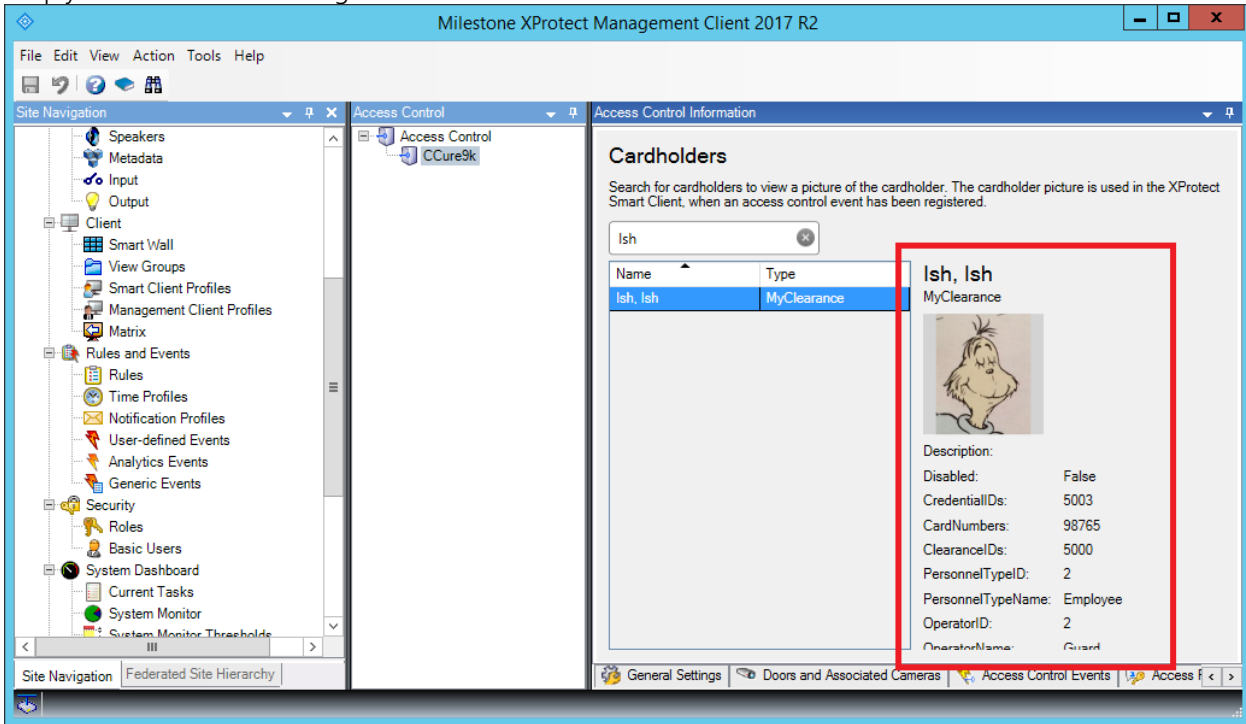 Milestone XProtect Management Client 2017 R2
File Edit View Action Tools Help
Site Navigation
Speakers
Metadata
Input
Output
Client
Smart Wall
View Groups
Smart Client Profiles
Management Client Profiles
Matrix
Rules and Events
Rules
Time Profiles
Notification Profiles
User-defined Events
Analytics Events
Generic Events
Security
Roles
Basic Users
System Dashboard
Current Tasks
System Monitor
System Monitor Thresholds
Site Navigation Federated Site Hierarchy
Access Control
Access Control
CCure9k
Access Control Information
Cardholders
Search for cardholders to view a picture of the cardholder. The cardholder picture is used in the XProtect
Smart Client, when an access control event has been registered.
Ish
Name Type
Ish, Ish MyClearance
Ish, Ish
MyClearance
Description:
Disabled: False
CredentialIDs: 5003
CardNumbers: 98765
ClearanceIDs: 5000
PersonnelTypeID: 2
PersonnelTypeName: Employee
OperatorID: 2
OperatorName: Guard
General Settings Doors and Associated Cameras Access Control Events Access